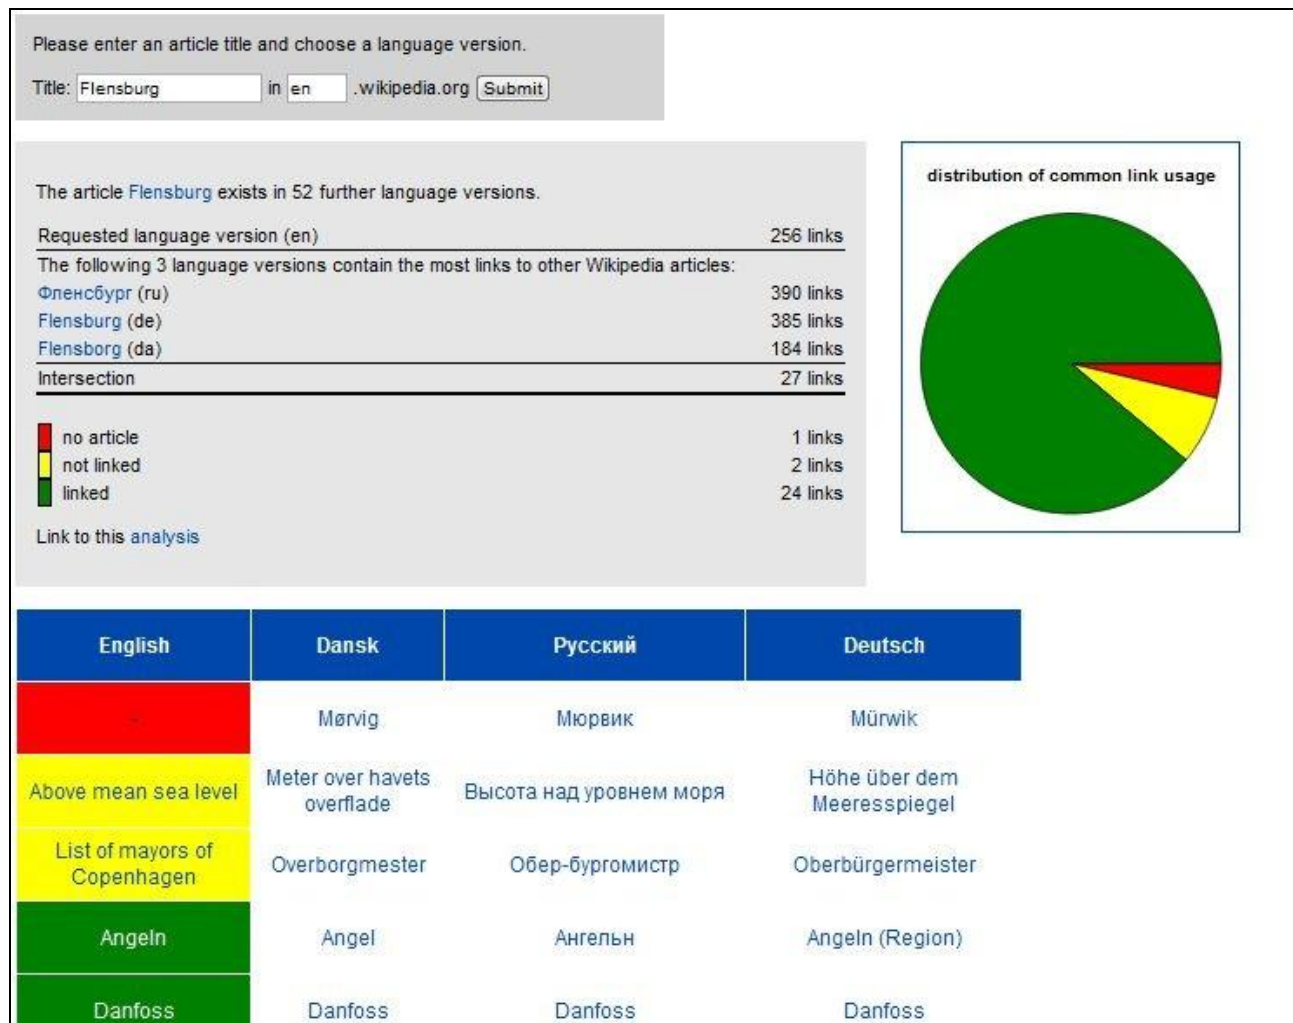 Please enter an article title and choose a language version.
Title: Flensburg in en .wikipedia.org Submit
The article Flensburg exists in 52 further language versions.
Requested language version (en) 256 links
The following 3 language versions contain the most links to other Wikipedia articles:
Фленсбург (ru) 390 links
Flensburg (de) 385 links
Flensborg (da) 184 links
Intersection 27 links
no article 1 links
not linked 2 links
linked 24 links
Link to this analysis
distribution of common link usage
English Dansk Русский Deutsch
- Mørvig Мюрвик Mürwik
Above mean sea level Meter over havets Высота над уровнем моря Höhe über dem
overflade Meeresspiegel
List of mayors of Overborgmester Обер-бургомистр Oberbürgermeister
Copenhagen
Angeln Angel Ангельн Angeln (Region)
Danfoss Danfoss Danfoss Danfoss